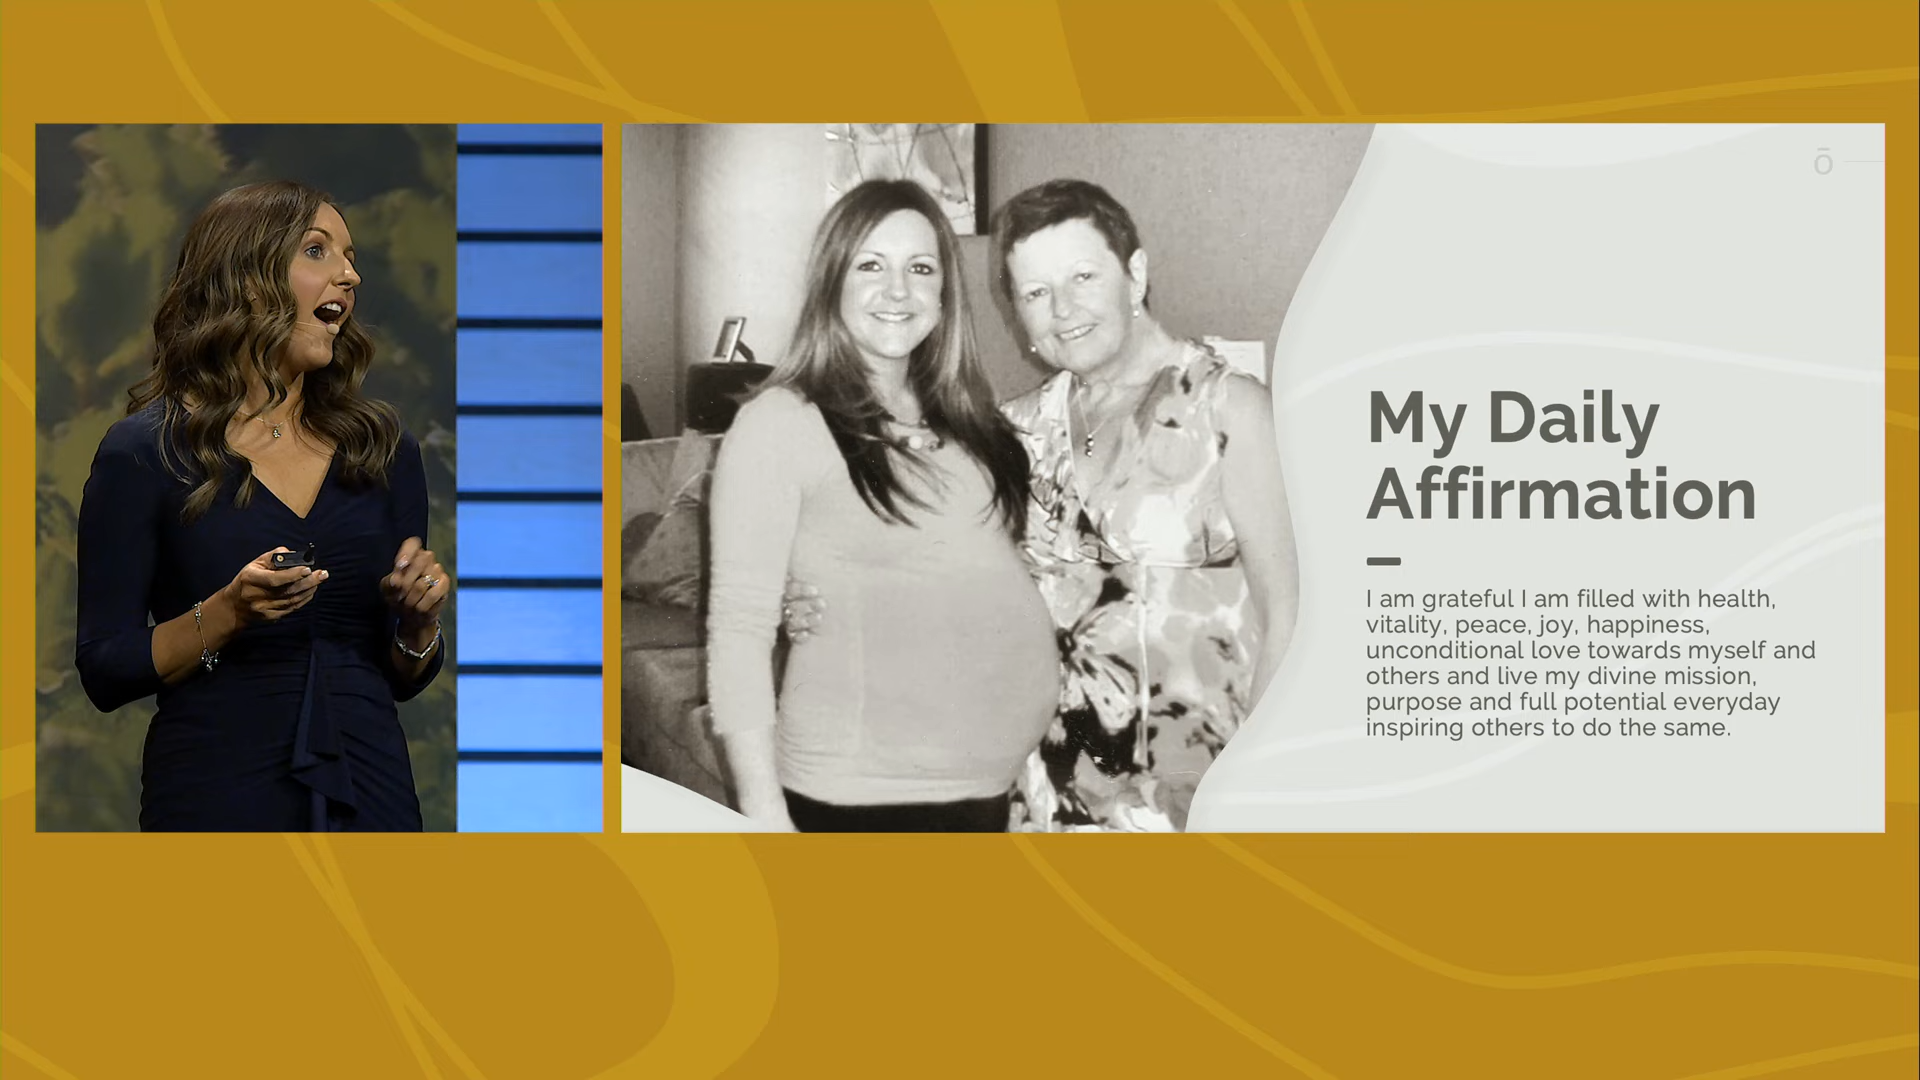 ō
My Daily
Affirmation
I am grateful I am filled with health,
vitality, peace, joy, happiness,
unconditional love towards myself and
others and live my divine mission,
purpose and full potential everyday
inspiring others to do the same.